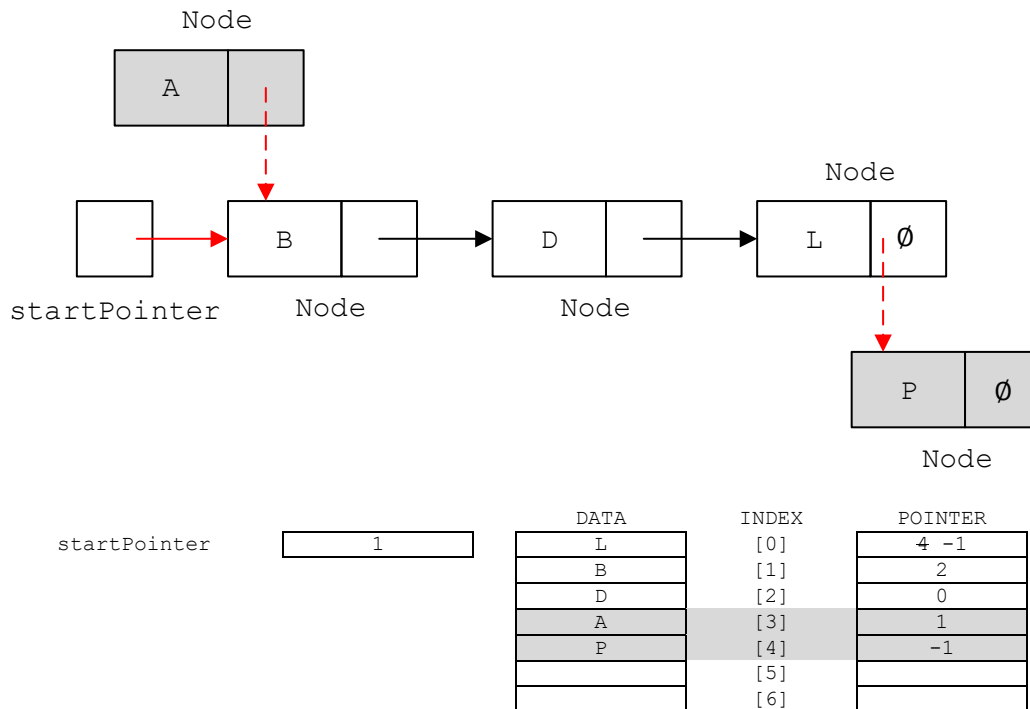 Node
A
Node
B
D
L Ø
startPointer
Node
Node
P Ø
Node
DATA INDEX POINTER
startPointer 1 L [0] 4 -1
B [1] 2
D [2] 0
A [3] 1
P [4] -1
[5]
[6]